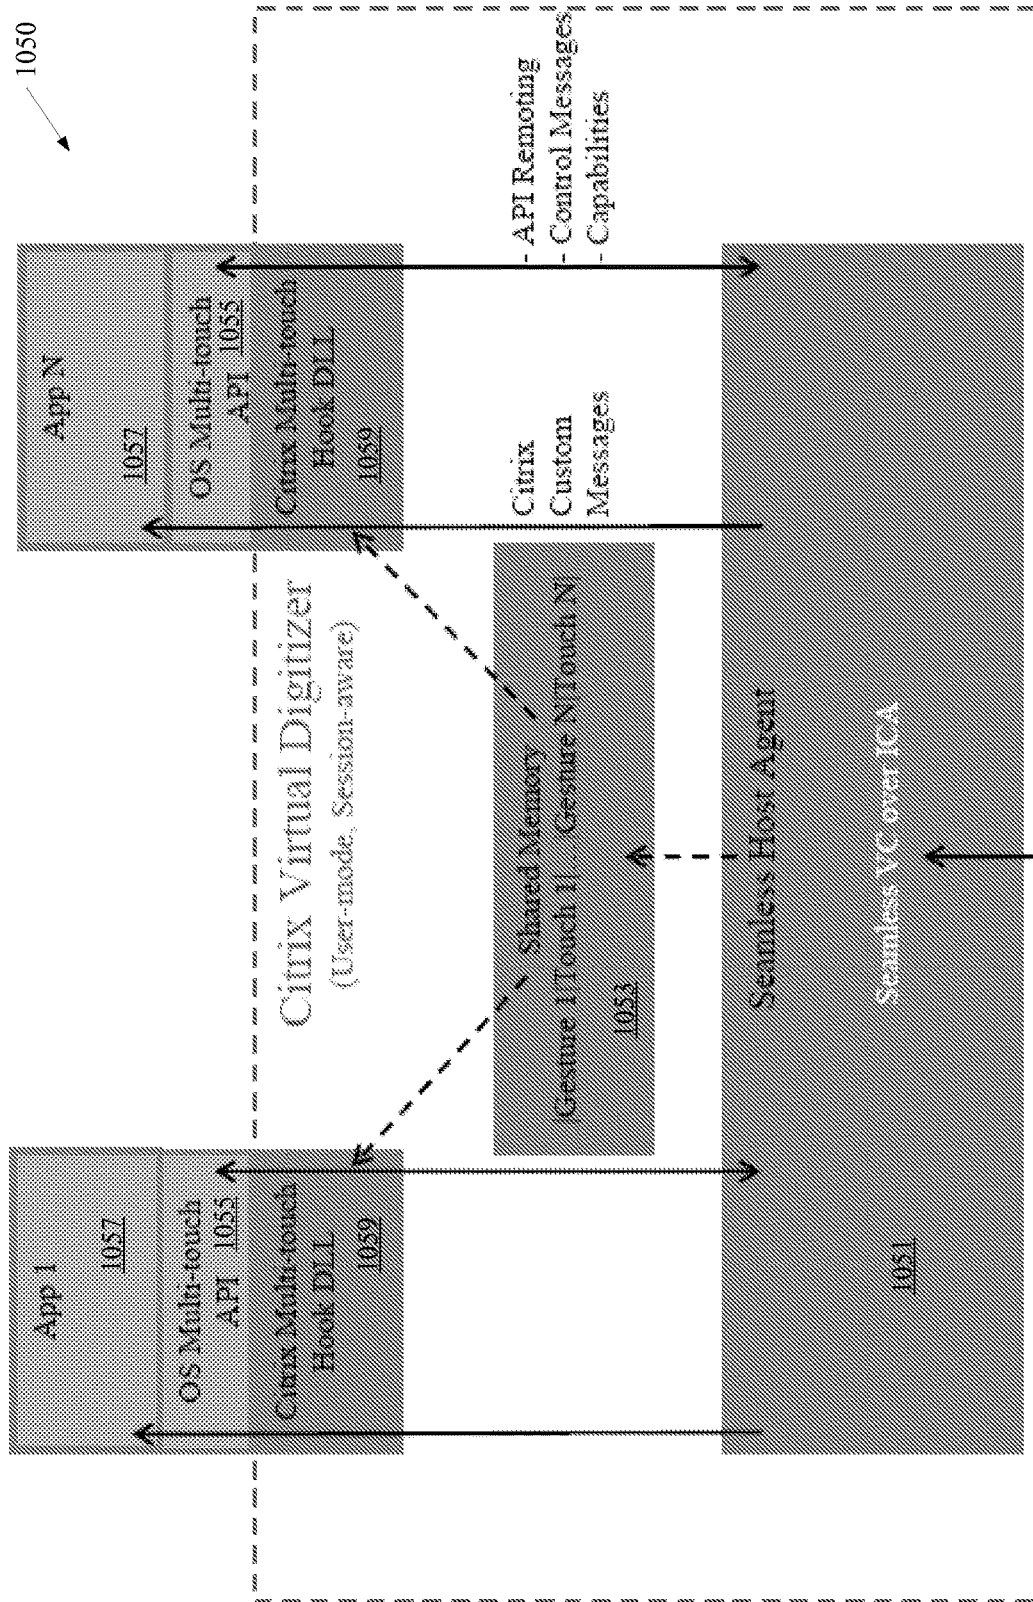 1050
App 1
1057
OS Multi-touch
API 1055
Citrix Multi-touch
Hook DLL
1059
App N
1057
OS Multi-touch
API 1055
Citrix Multi-touch
Hook DLL
1059
Citrix Virtual Digitizer
(User-mode, Session-aware)
Shared Memory
|Gesture 1|Touch 1|... Gesture NTouch N|
1053
Citrix
Custom
Messages
- API Remoting
- Control Messages
- Capabilities
Seamless Host Agent
Seamless VC over ICA
1051